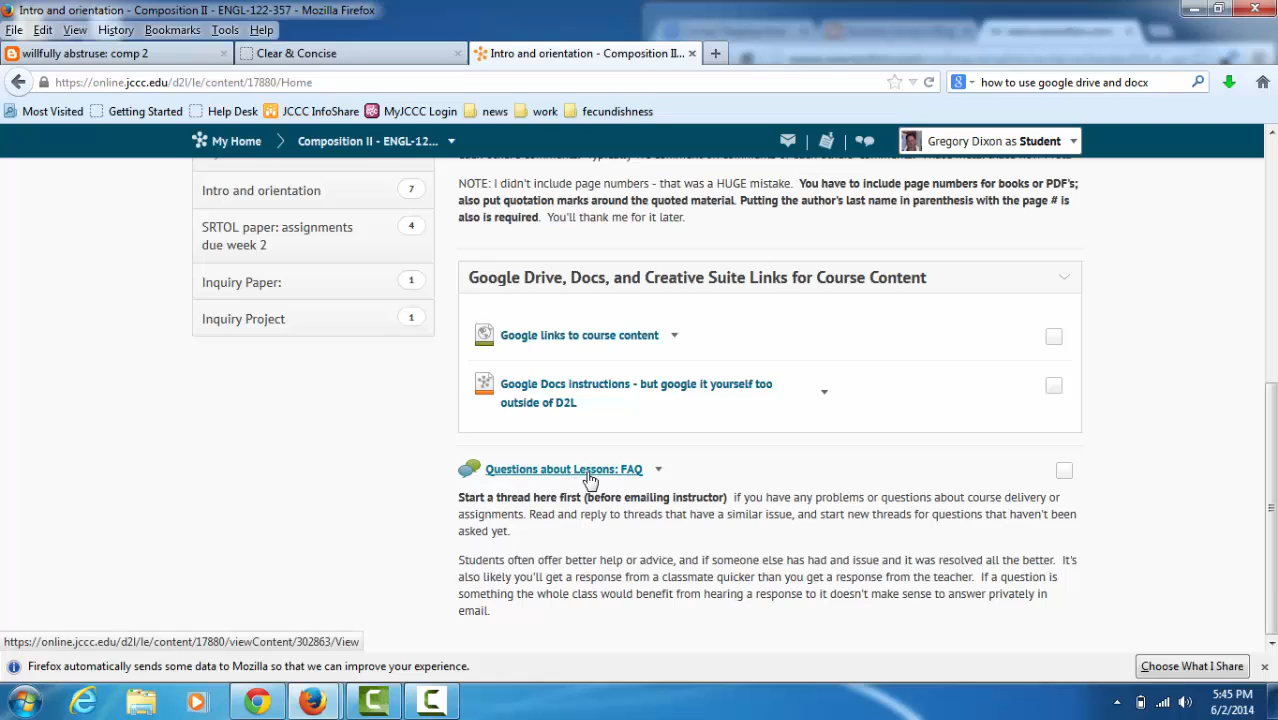 Intro and orientation - Composition II - ENGL-122-357 - Mozilla Firefox
File Edit View History Bookmarks Tools Help
willfully abstruse: comp 2
Clear & Concise
Intro and orientation - Composition II...
https://online.jccc.edu/d2l/le/content/17880/Home
how to use google drive and docx
Most Visited Getting Started Help Desk JCCC InfoShare MyJCCC Login news work fecundishness
My Home Composition II - ENGL-12... Gregory Dixon as Student
Intro and orientation 7
SRTOL paper: assignments 4
due week 2
Inquiry Paper: 1
Inquiry Project 1
NOTE: I didn't include page numbers - that was a HUGE mistake. You have to include page numbers for books or PDF's;
also put quotation marks around the quoted material. Putting the author's last name in parenthesis with the page # is
also is required. You'll thank me for it later.
Google Drive, Docs, and Creative Suite Links for Course Content
Google links to course content
Google Docs instructions - but google it yourself too
outside of D2L
Questions about Lessons: FAQ
Start a thread here first (before emailing instructor) if you have any problems or questions about course delivery or
assignments. Read and reply to threads that have a similar issue, and start new threads for questions that haven't been
asked yet.
Students often offer better help or advice, and if someone else has had and issue and it was resolved all the better. It's
also likely you'll get a response from a classmate quicker than you get a response from the teacher. If a question is
something the whole class would benefit from hearing a response to it doesn't make sense to answer privately in
email.
https://online.jccc.edu/d2l/le/content/17880/viewContent/302863/View
Firefox automatically sends some data to Mozilla so that we can improve your experience.
Choose What I Share
5:45 PM
6/2/2014